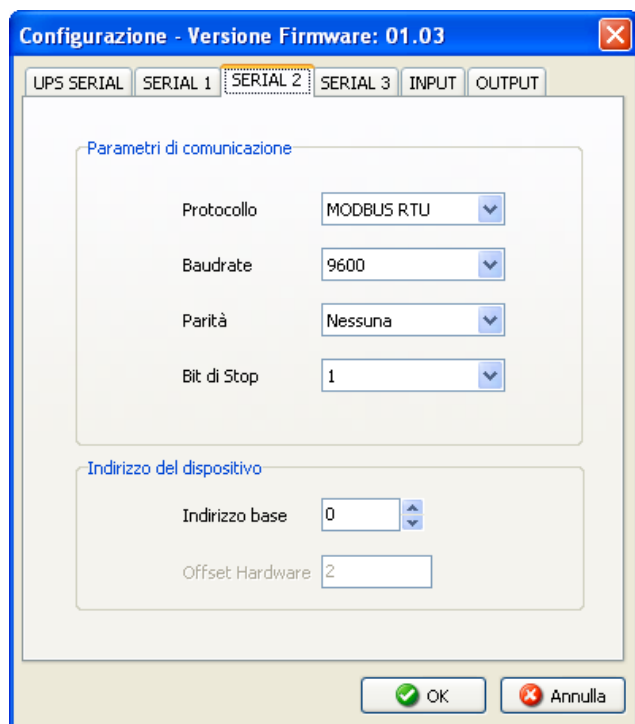 Configurazione - Versione Firmware: 01.03
UPS SERIAL SERIAL 1 SERIAL 2 SERIAL 3 INPUT OUTPUT
Parametri di comunicazione
Protocollo MODBUS RTU
Baudrate 9600
Parità Nessuna
Bit di Stop 1
Indirizzo del dispositivo
Indirizzo base 0
Offset Hardware 2
OK Annulla